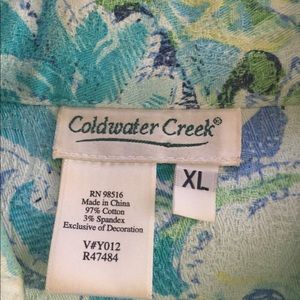 Coldwater Creek®
XL
RN 98516
Made in China
97% Cotton
3% Spandex
Exclusive of Decoration
V#Y012
R47484